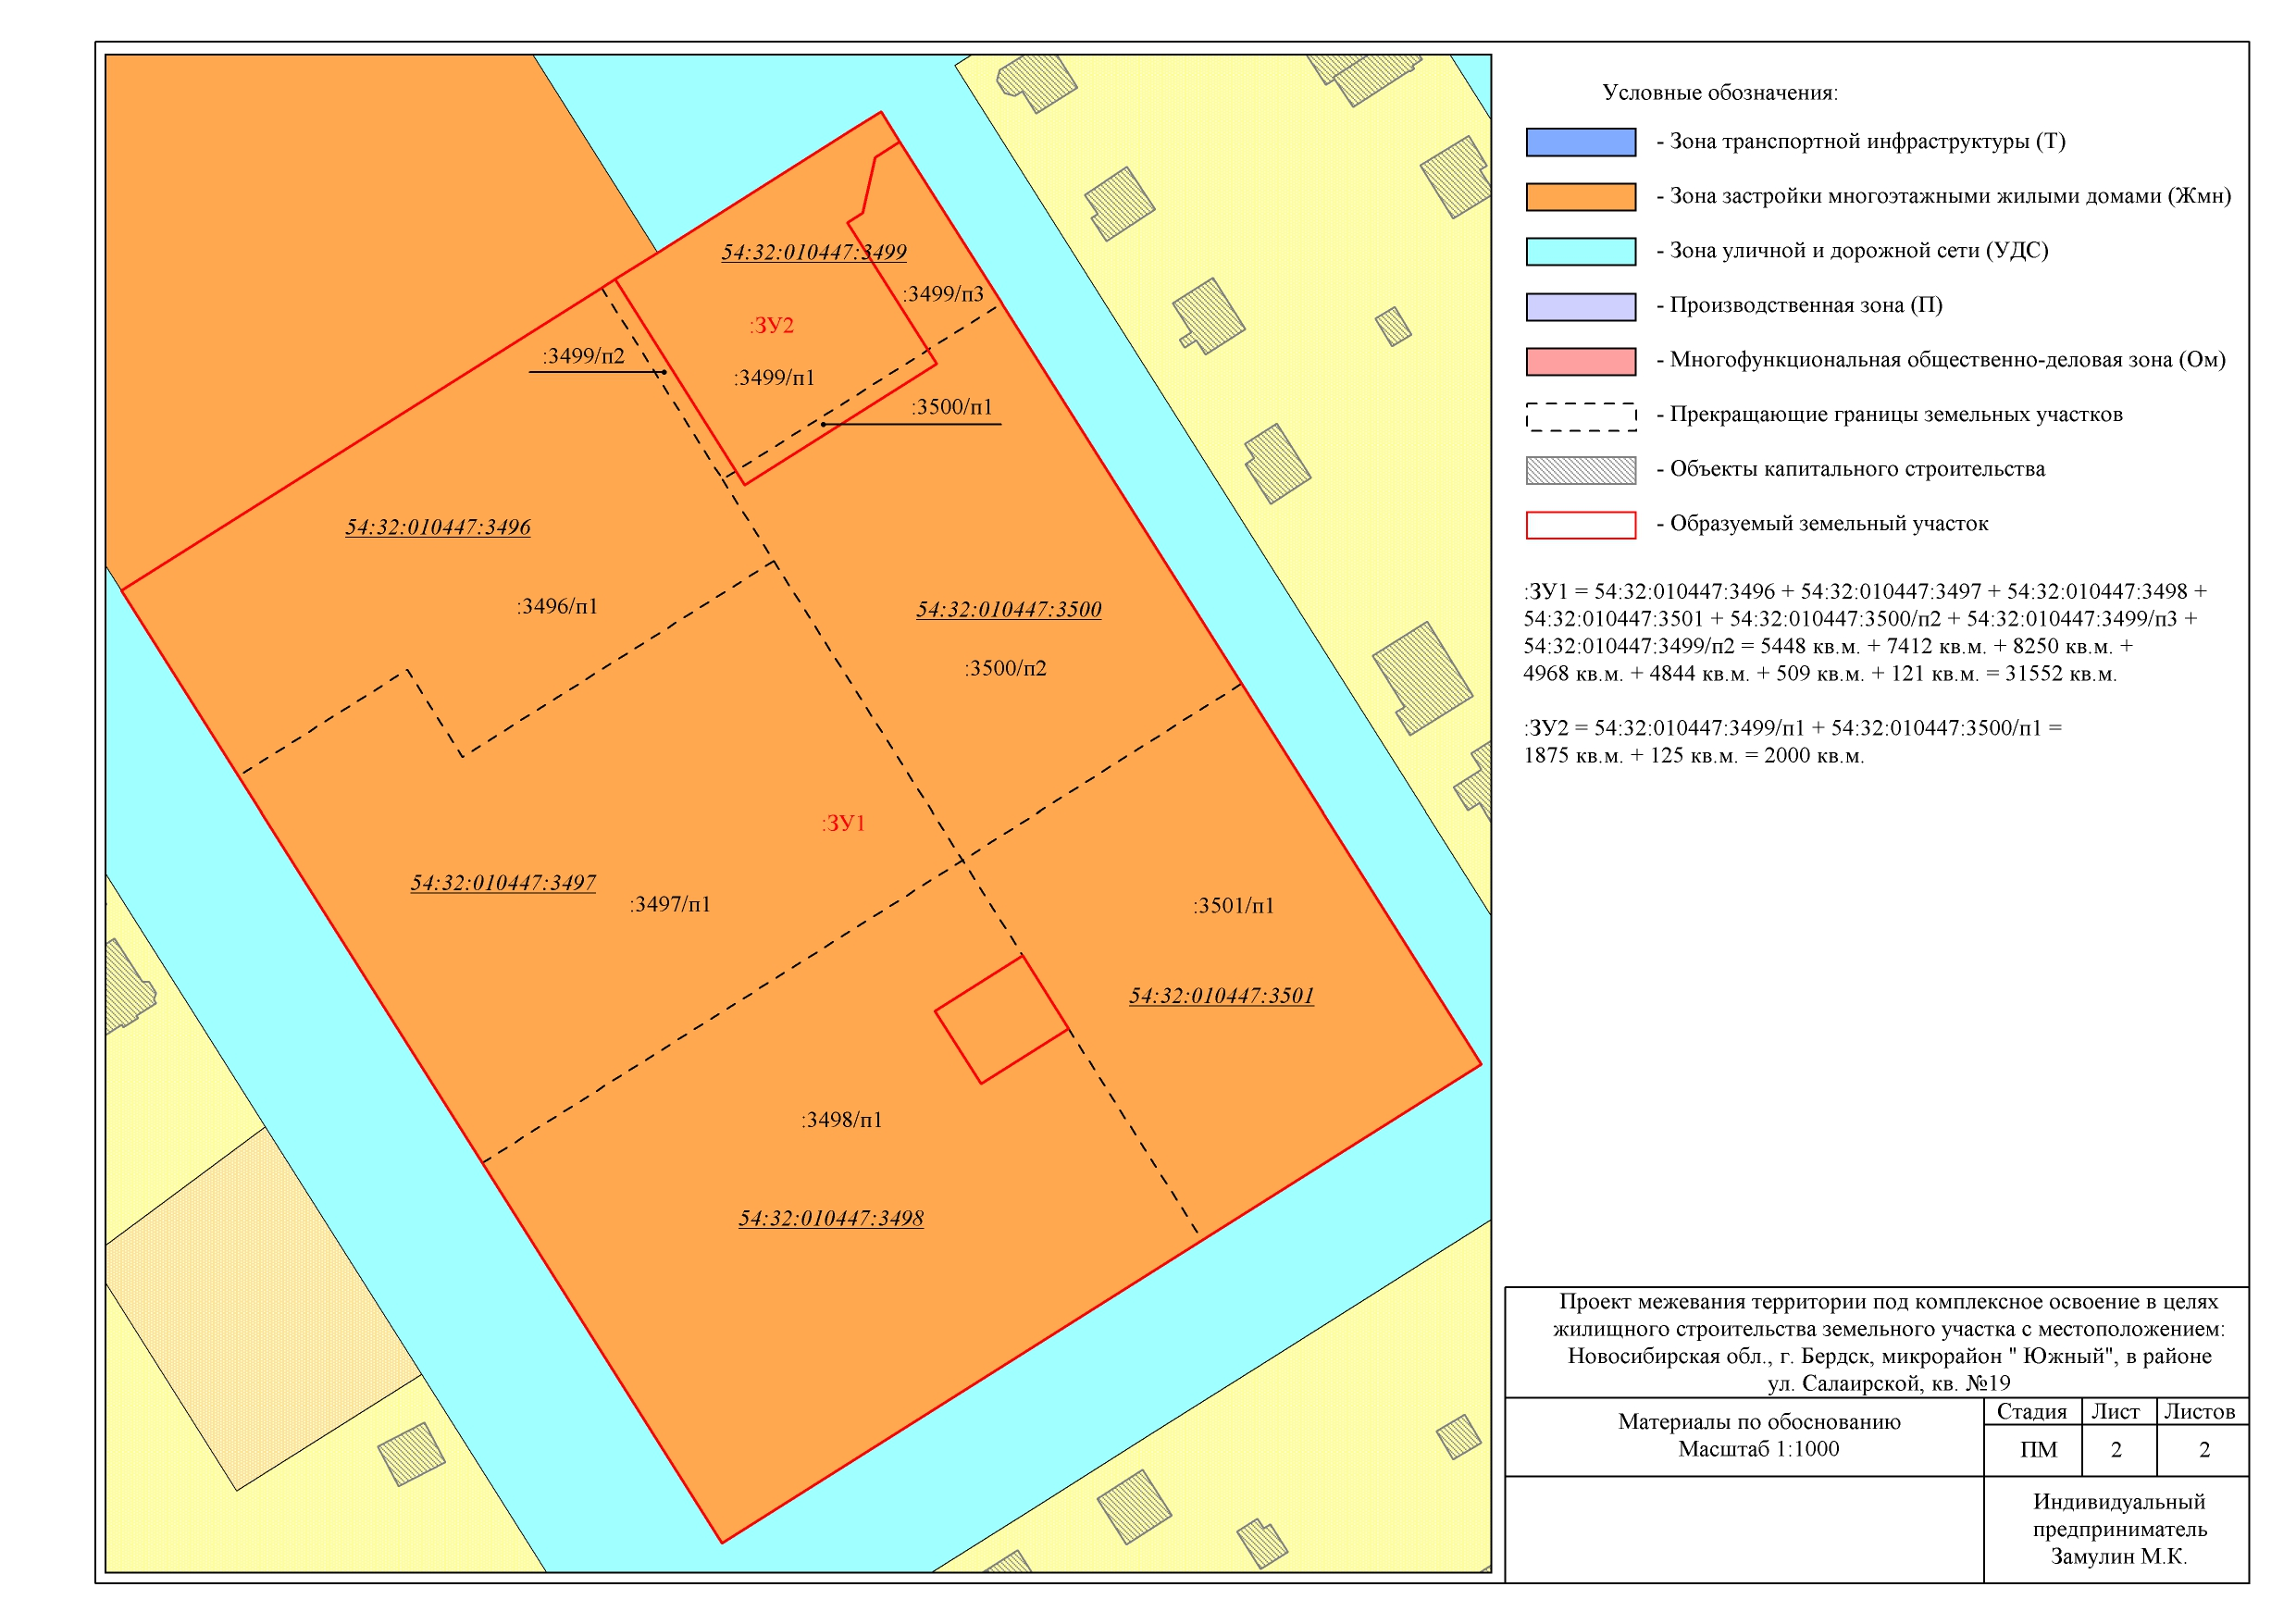 54:32:010447:3499
:3499/п3
:ЗУ2
:3499/п2
:3499/п1
:3500/п1
54:32:010447:3496
:3496/п1
54:32:010447:3500
:3500/п2
:ЗУ1
54:32:010447:3497
:3497/п1
:3501/п1
54:32:010447:3501
:3498/п1
54:32:010447:3498
Условные обозначения:
- Зона транспортной инфраструктуры (Т)
- Зона застройки многоэтажными жилыми домами (Жмн)
- Зона уличной и дорожной сети (УДС)
- Производственная зона (П)
- Многофункциональная общественно-деловая зона (Ом)
- Прекращающие границы земельных участков
- Объекты капитального строительства
- Образуемый земельный участок
:ЗУ1 = 54:32:010447:3496 + 54:32:010447:3497 + 54:32:010447:3498 +
54:32:010447:3501 + 54:32:010447:3500/п2 + 54:32:010447:3499/п3 +
54:32:010447:3499/п2 = 5448 кв.м. + 7412 кв.м. + 8250 кв.м. +
4968 кв.м. + 4844 кв.м. + 509 кв.м. + 121 кв.м. = 31552 кв.м.
:ЗУ2 = 54:32:010447:3499/п1 + 54:32:010447:3500/п1 =
1875 кв.м. + 125 кв.м. = 2000 кв.м.
Проект межевания территории под комплексное освоение в целях
жилищного строительства земельного участка с местоположением:
Новосибирская обл., г. Бердск, микрорайон " Южный", в районе
ул. Салаирской, кв. №19
Материалы по обоснованию
Масштаб 1:1000
Стадия Лист Листов
ПМ 2 2
Индивидуальный
предприниматель
Замулин М.К.